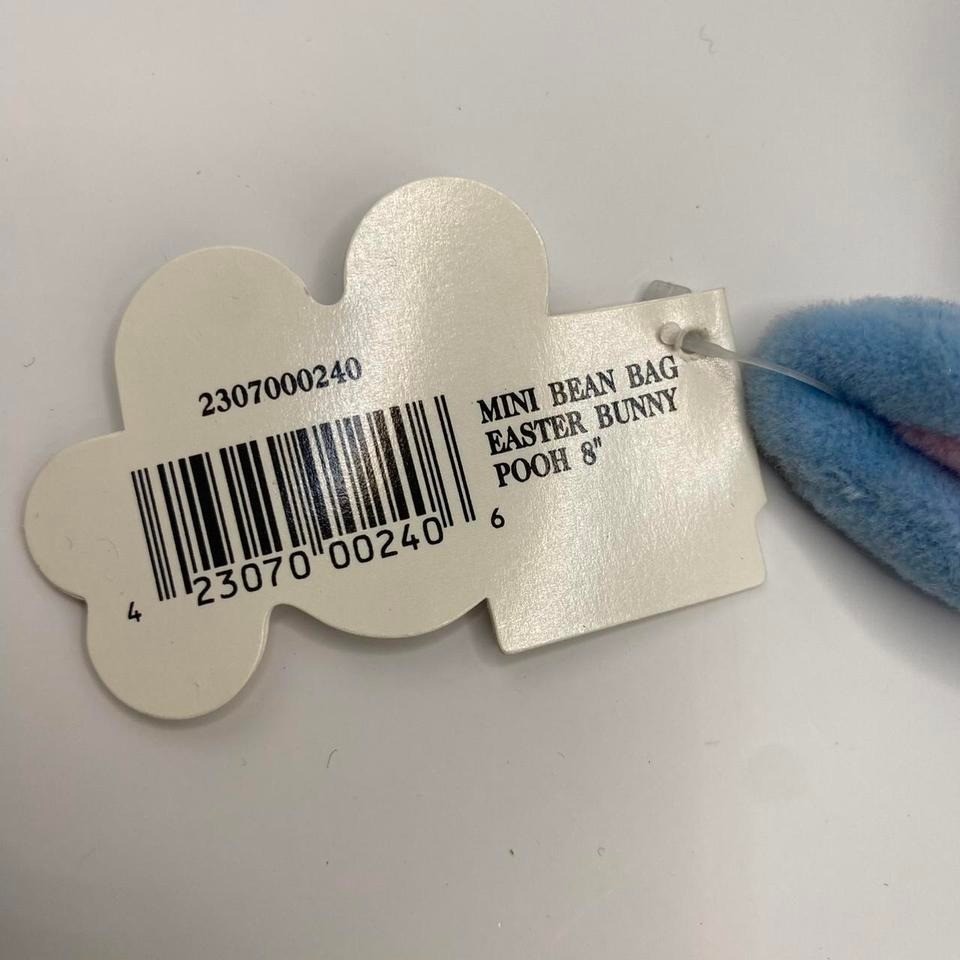 2307000240
4 23070 00240 6
MINI BEAN BAG
EASTER BUNNY
POOH 8"